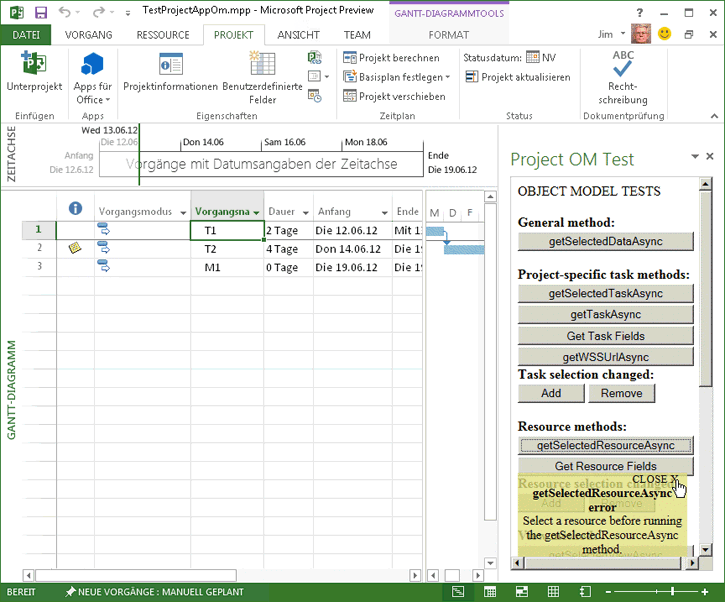 TestProjectAppOm.mpp - Microsoft Project Preview
GANTT-DIAGRAMMTOOLS
DATEI VORGANG RESSOURCE PROJEKT ANSICHT TEAM FORMAT Jim
Unterprojekt
Apps für
Office
Projektinformationen
Benutzerdefinierte
Felder
Projekt berechnen
Basisplan festlegen
Projekt verschieben
Statusdatum: NV
Projekt aktualisieren
ABC
Recht-
schreibung
Einfügen Apps Eigenschaften Zeitplan Status Dokumentprüfung
ZEITACHSE
Wed 13.06.12
Die 12.06 Don 14.06 Sam 16.06 Mon 18.06
Anfang
Die 12.6.12
Vorgänge mit Datumsangaben der Zeitachse
Ende
Die 19.06.12
GANTT-DIAGRAMM
Vorgangsmodus Vorgangsna Dauer Anfang Ende M D F
1 T1 2 Tage Die 12.06.12 Mit 1
2 T2 4 Tage Don 14.06.12 Die 1
3 M1 0 Tage Die 19.06.12 Die 1
Project OM Test
OBJECT MODEL TESTS
General method:
getSelectedDataAsync
Project-specific task methods:
getSelectedTaskAsync
getTaskAsync
Get Task Fields
getWSSUrlAsync
Task selection changed:
Add Remove
Resource methods:
getSelectedResourceAsync
Get Resource Fields
Resource selection changed
CLOSE X
Add Remove
getSelectedResourceAsync
error
Select a resource before running
the getSelectedResourceAsync
method.
BEREIT NEUE VORGÄNGE : MANUELL GEPLANT